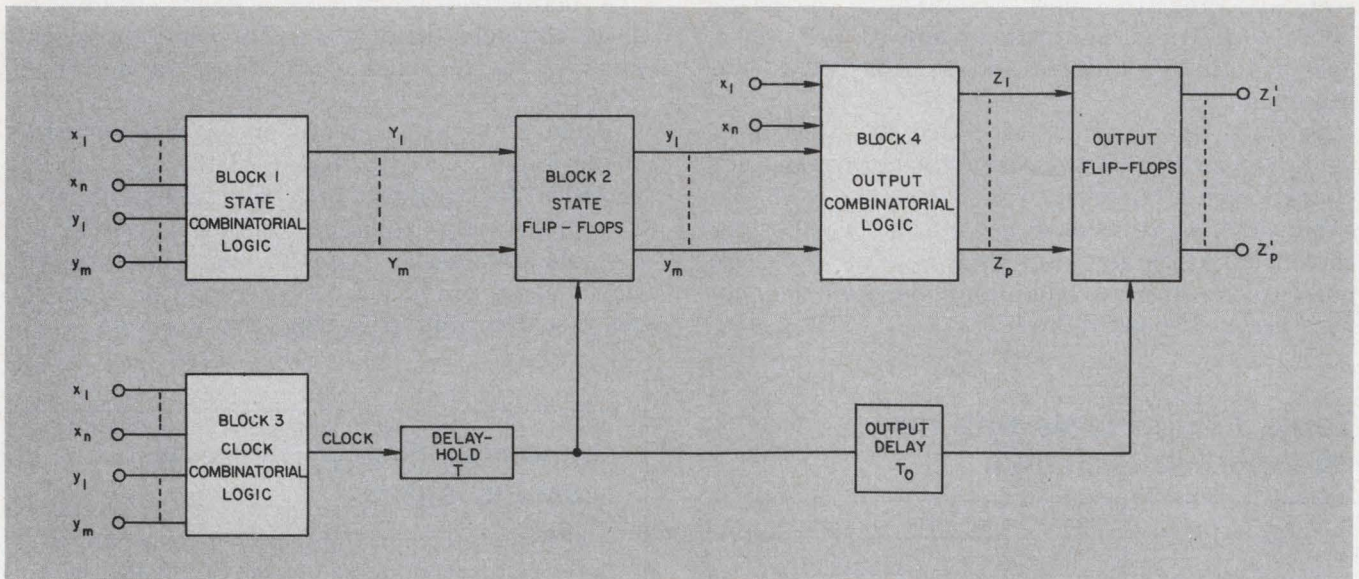 x₁
xₙ
y₁
yₘ
BLOCK 1
STATE
COMBINATORIAL
LOGIC
Y₁
Yₘ
BLOCK 2
STATE
FLIP-FLOPS
y₁
yₘ
x₁
xₙ
BLOCK 4
OUTPUT
COMBINATORIAL
LOGIC
Z₁
Zₚ
OUTPUT
FLIP-FLOPS
Z₁'
Zₚ'
x₁
xₙ
y₁
yₘ
BLOCK 3
CLOCK
COMBINATORIAL
LOGIC
CLOCK
DELAY-
HOLD
T
OUTPUT
DELAY
T₀